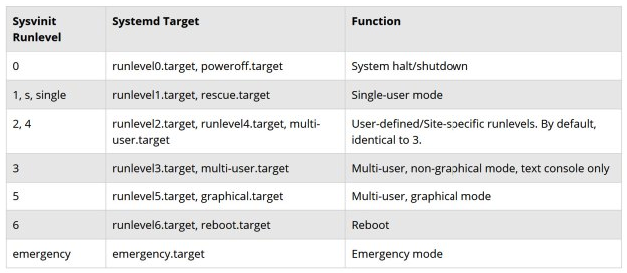 Sysvinit Runlevel Systemd Target Function
0 runlevel0.target, poweroff.target System halt/shutdown
1, s, single runlevel1.target, rescue.target Single-user mode
2, 4 runlevel2.target, runlevel4.target, multi-user.target User-defined/Site-specific runlevels. By default, identical to 3.
3 runlevel3.target, multi-user.target Multi-user, non-graphical mode, text console only
5 runlevel5.target, graphical.target Multi-user, graphical mode
6 runlevel6.target, reboot.target Reboot
emergency emergency.target Emergency mode